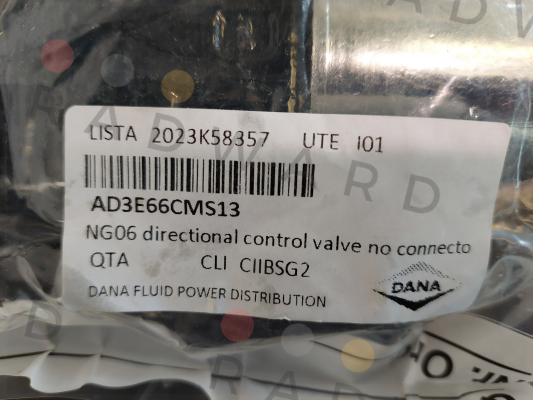 LISTA 2023K58357 UTE I01
AD3E66CMS13
NG06 directional control valve no connecto
QTA CLI CIIBSG2
DANA
DANA FLUID POWER DISTRIBUTION
RADWARD